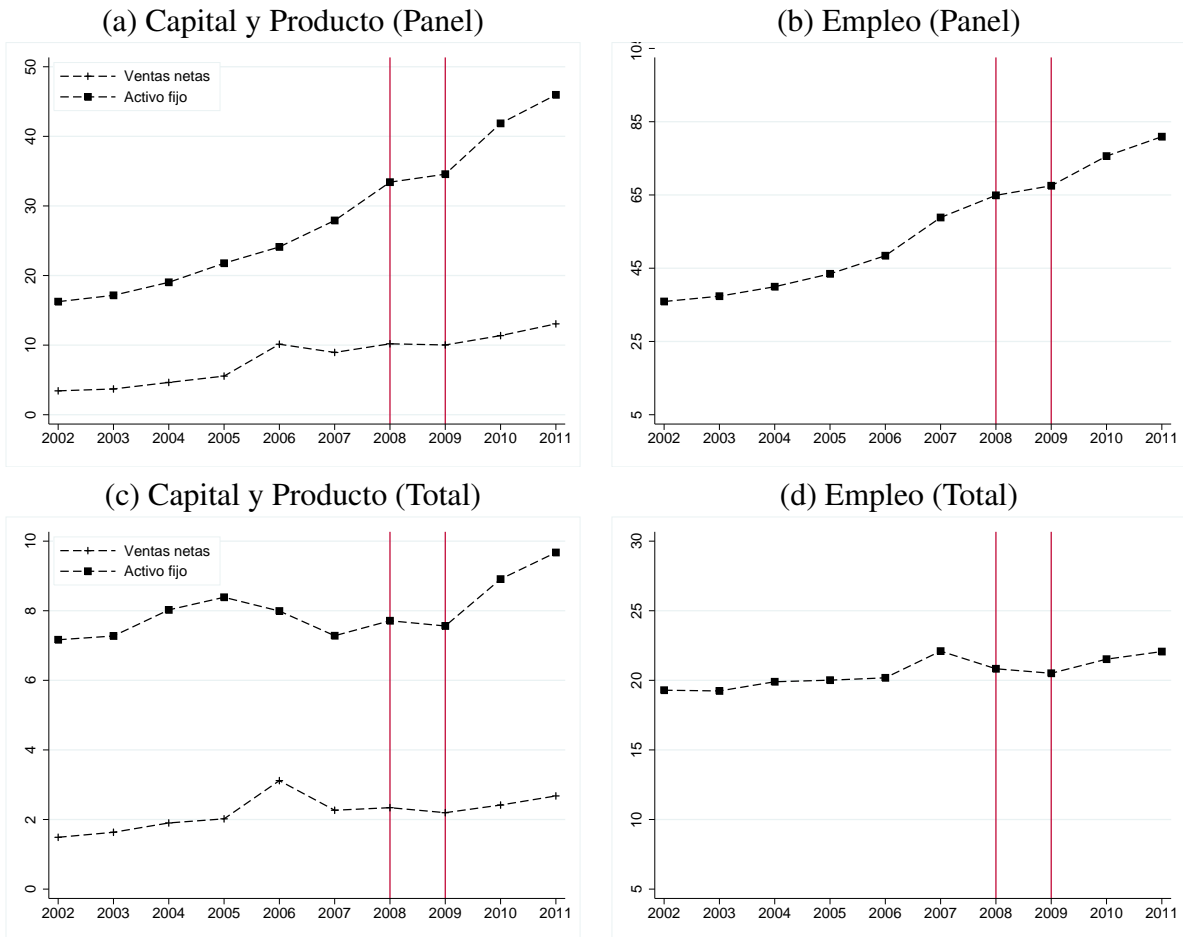 (a) Capital y Producto (Panel)
Ventas netas
Activo fijo
50
40
30
20
10
0
2002 2003 2004 2005 2006 2007 2008 2009 2010 2011
(b) Empleo (Panel)
105
85
65
45
25
5
2002 2003 2004 2005 2006 2007 2008 2009 2010 2011
(c) Capital y Producto (Total)
Ventas netas
Activo fijo
10
8
6
4
2
0
2002 2003 2004 2005 2006 2007 2008 2009 2010 2011
(d) Empleo (Total)
30
25
20
15
10
5
2002 2003 2004 2005 2006 2007 2008 2009 2010 2011